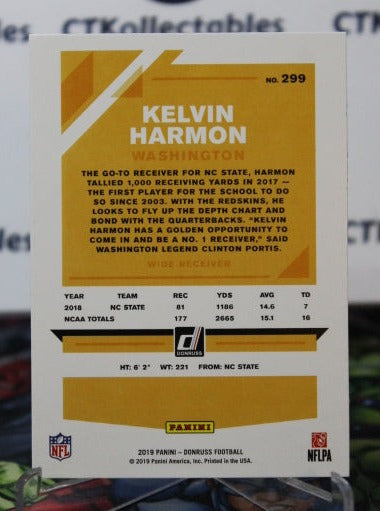 CTKollectables
CTK
Collectables
NO. 299
KELVIN
HARMON
WASHINGTON
THE GO-TO RECEIVER FOR NC STATE, HARMON
TALLIED 1,000 RECEIVING YARDS IN 2017 —
THE FIRST PLAYER FOR THE SCHOOL TO DO
SO SINCE 2003. WITH THE REDSKINS, HE
LOOKS TO FLY UP THE DEPTH CHART AND
BOND WITH THE QUARTERBACKS. "KELVIN
HARMON HAS A GOLDEN OPPORTUNITY TO
COME IN AND BE A NO. 1 RECEIVER," SAID
WASHINGTON LEGEND CLINTON PORTIS.
WIDE RECEIVER
YEAR TEAM REC YDS AVG TD
2018 NC STATE 81 1186 14.6 7
NCAA TOTALS 177 2665 15.1 16
D
DONRUSS
HT: 6' 2" WT: 221 FROM: NC STATE
PANINI
2019 PANINI – DONRUSS FOOTBALL
© 2019 Panini America, Inc. Printed in the USA.
NFL
NFLPA